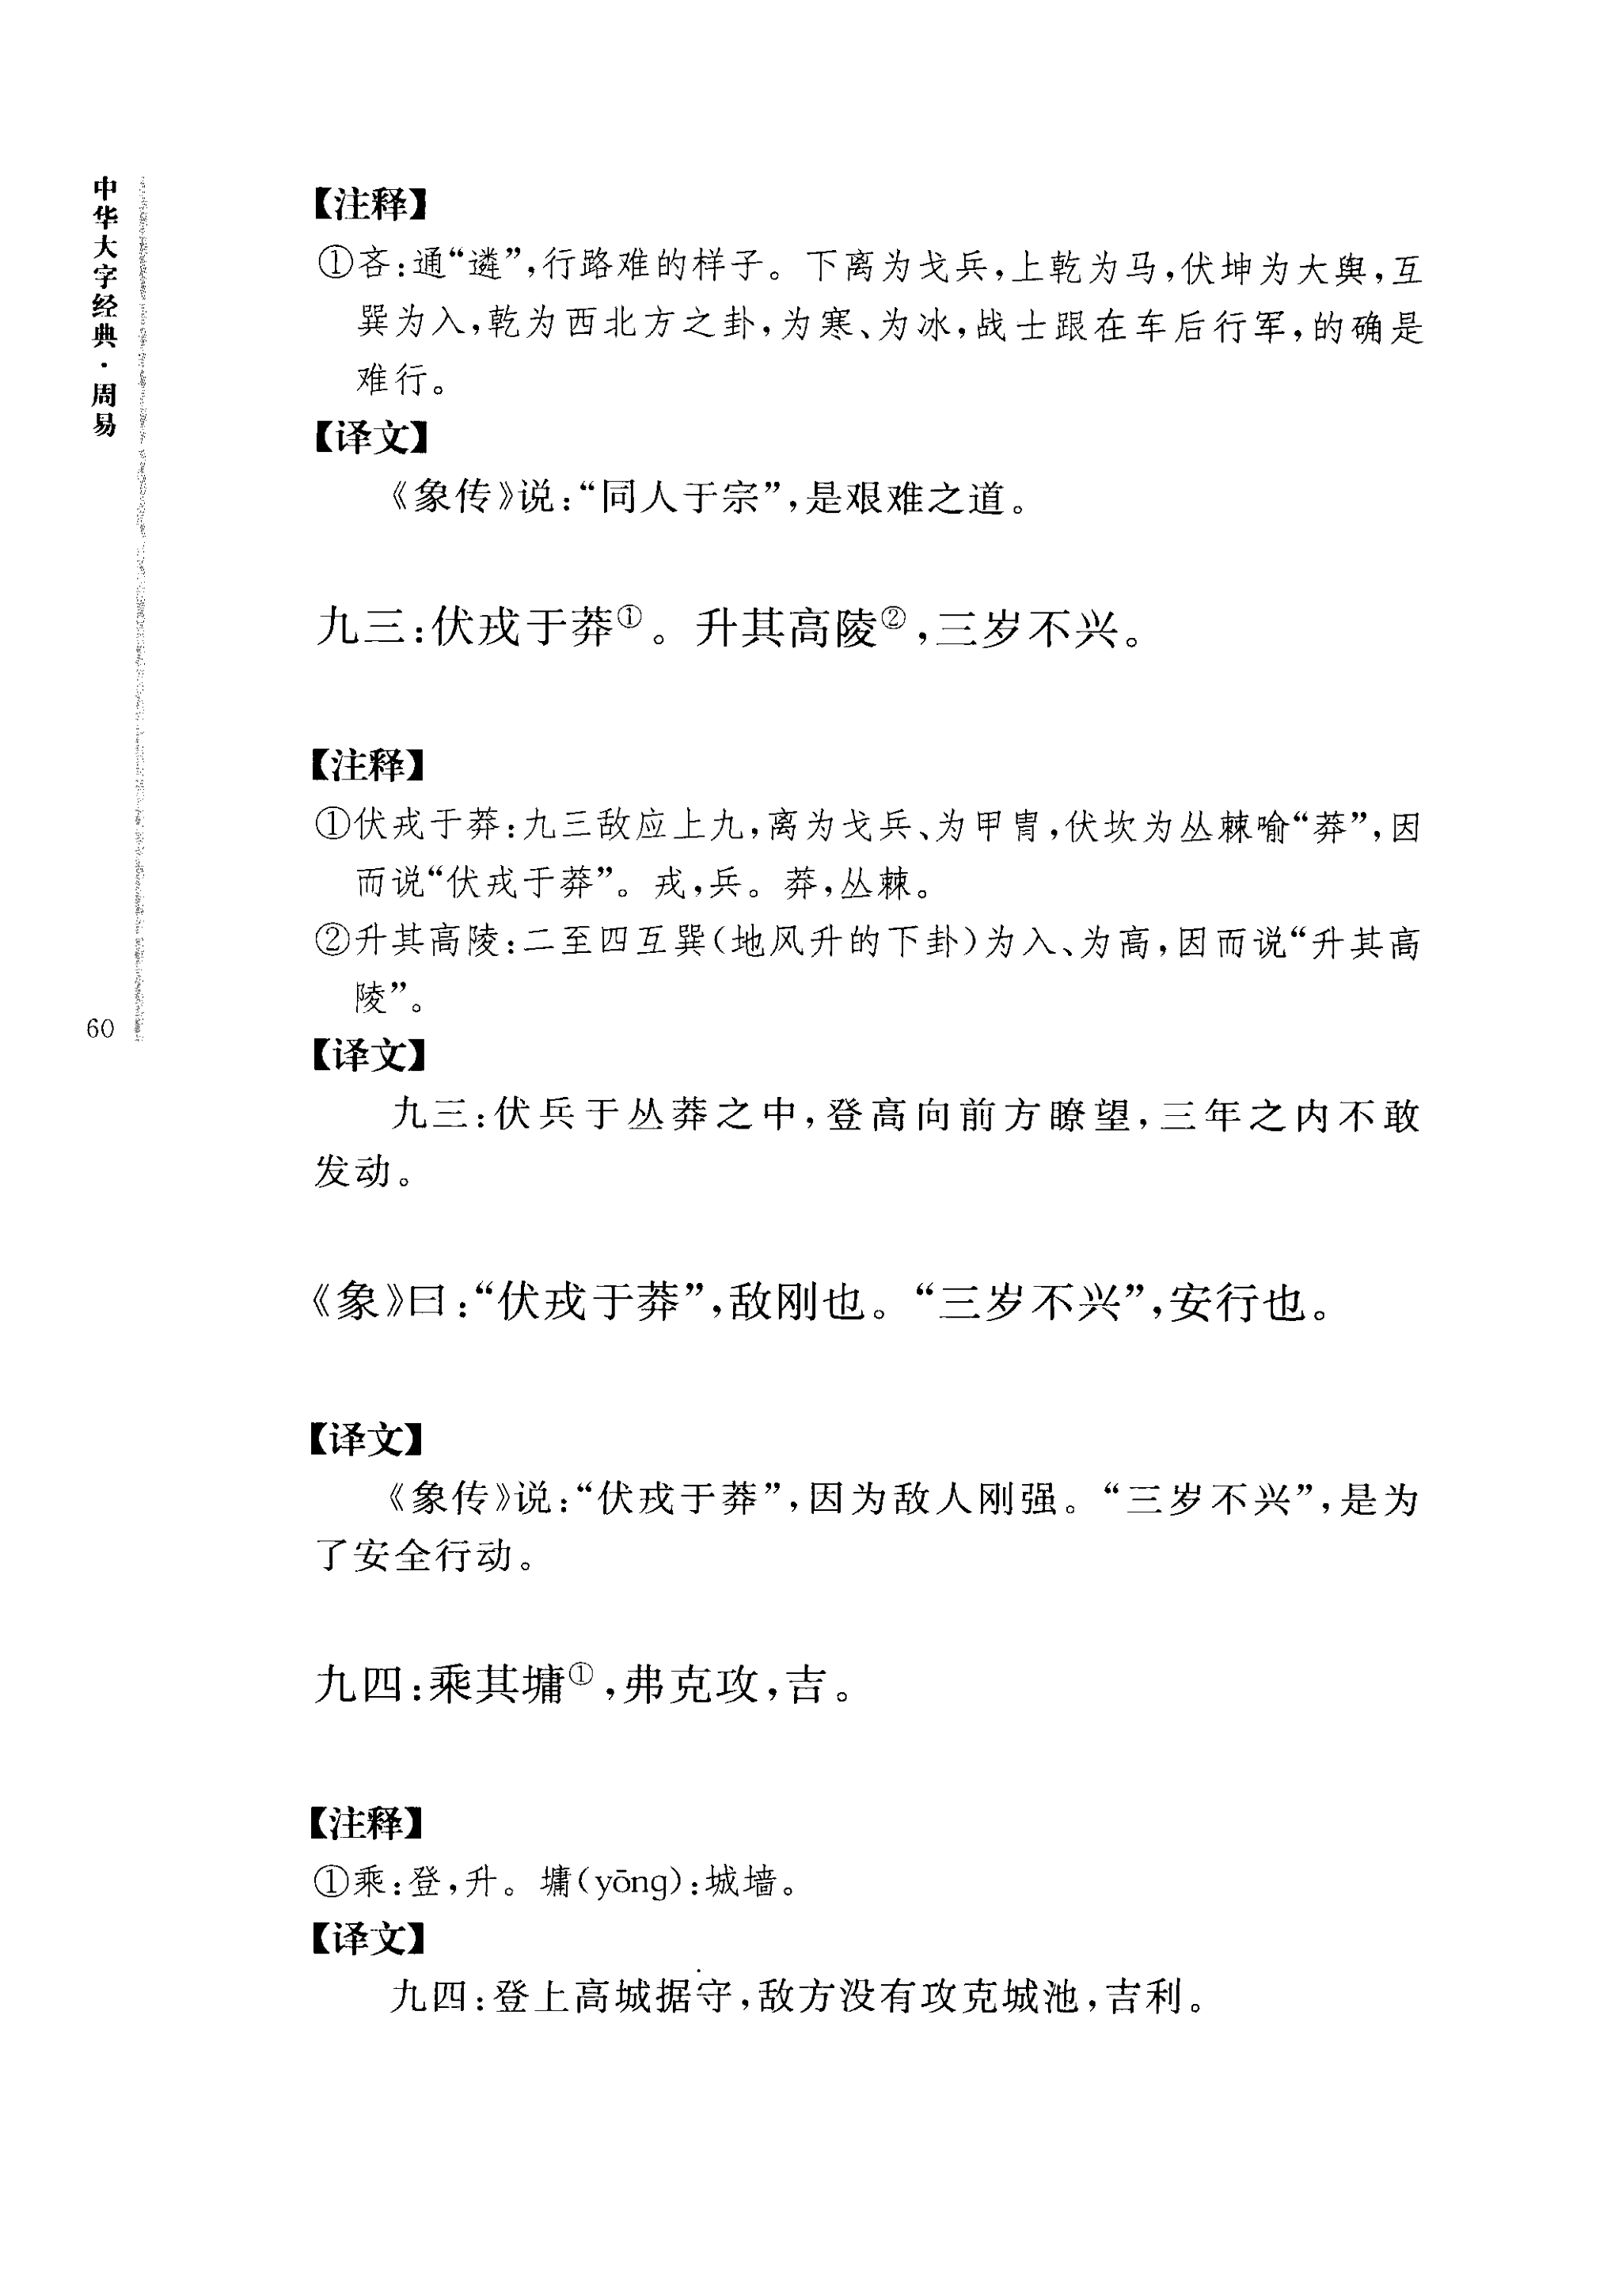 中华大字经典·周易
60
【注释】
①吝：通“遴”，行路难的样子。下离为戈兵，上乾为马，伏坤为大舆，互
巽为入，乾为西北方之卦，为寒、为冰，战士跟在车后行军，的确是
难行。
【译文】
《象传》说：“同人于宗”，是艰难之道。
九三：伏戎于莽①。升其高陵②，三岁不兴。
【注释】
①伏戎于莽：九三敌应上九，离为戈兵、为甲胄，伏坎为丛棘喻“莽”，因
而说“伏戎于莽”。戎，兵。莽，丛棘。
②升其高陵：二至四互巽（地风升的下卦）为入、为高，因而说“升其高
陵”。
【译文】
九三：伏兵于丛莽之中，登高向前方瞭望，三年之内不敢
发动。
《象》曰：“伏戎于莽”，敌刚也。“三岁不兴”，安行也。
【译文】
《象传》说：“伏戎于莽”，因为敌人刚强。“三岁不兴”，是为
了安全行动。
九四：乘其墉①，弗克攻，吉。
【注释】
①乘：登，升。墉（yōng）：城墙。
【译文】
九四：登上高城据守，敌方没有攻克城池，吉利。